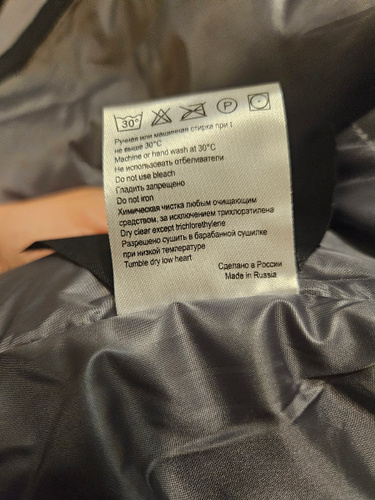 30°
P
Ручная или машинная стирка при t
не выше 30°C
Machine or hand wash at 30°C
Не использовать отбеливатели
Do not use bleach
Гладить запрещено
Do not iron
Химическая чистка любым очищающим
средством, за исключением трихлорэтилена
Dry clear except trichlorethylene
Разрешено сушить в барабанной сушилке
при низкой температуре
Tumble dry low heart
Сделано в России
Made in Russia